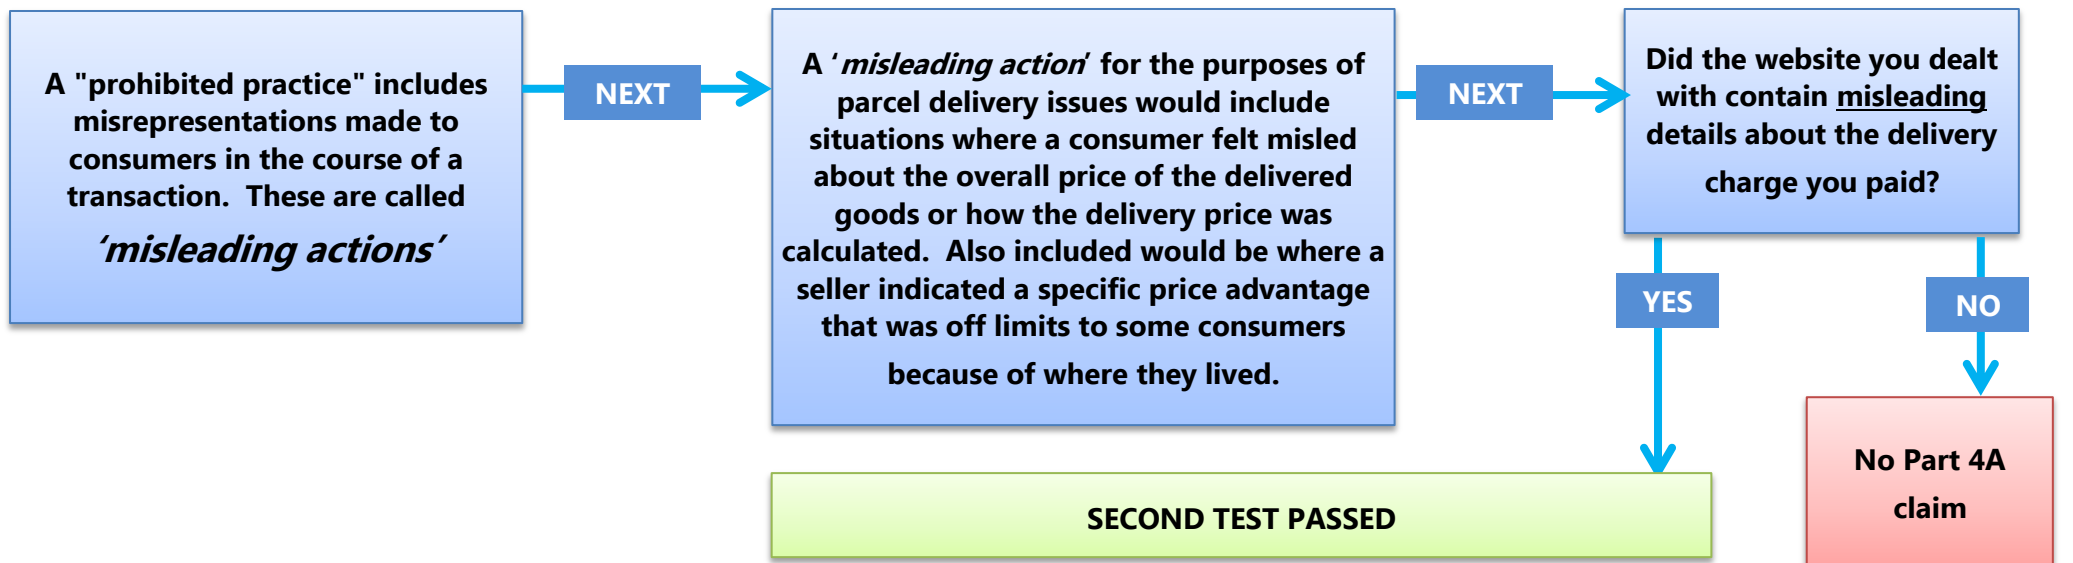 A "prohibited practice" includes
misrepresentations made to
consumers in the course of a
transaction.  These are called
‘misleading actions’
NEXT
A ‘misleading action’ for the purposes of
parcel delivery issues would include
situations where a consumer felt misled
about the overall price of the delivered
goods or how the delivery price was
calculated.  Also included would be where a
seller indicated a specific price advantage
that was off limits to some consumers
because of where they lived.
NEXT
Did the website you dealt
with contain misleading
details about the delivery
charge you paid?
YES
NO
SECOND TEST PASSED
No Part 4A
claim